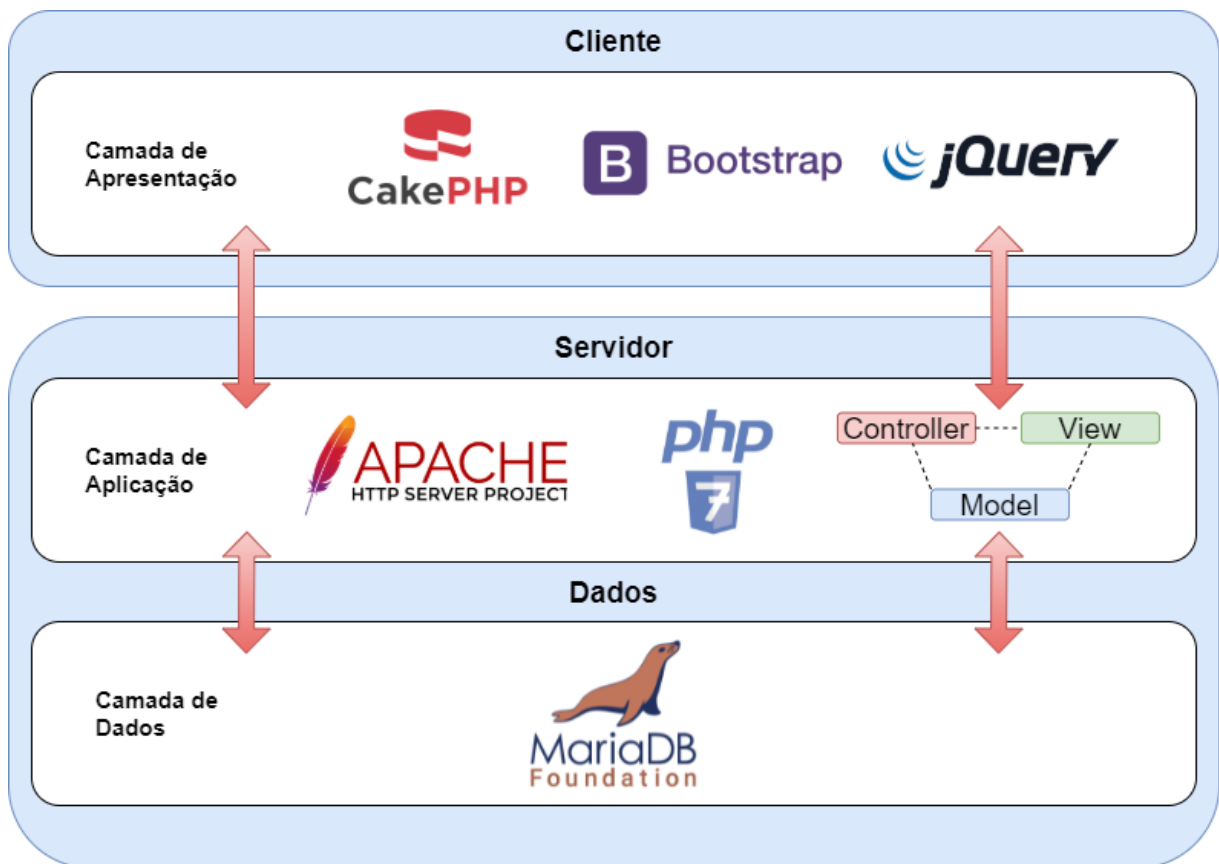 Cliente
Camada de
Apresentação
CakePHP
B Bootstrap
jQuery
Servidor
Camada de
Aplicação
APACHE
HTTP SERVER PROJECT
php
7
Controller
View
Model
Dados
Camada de
Dados
MariaDB
Foundation